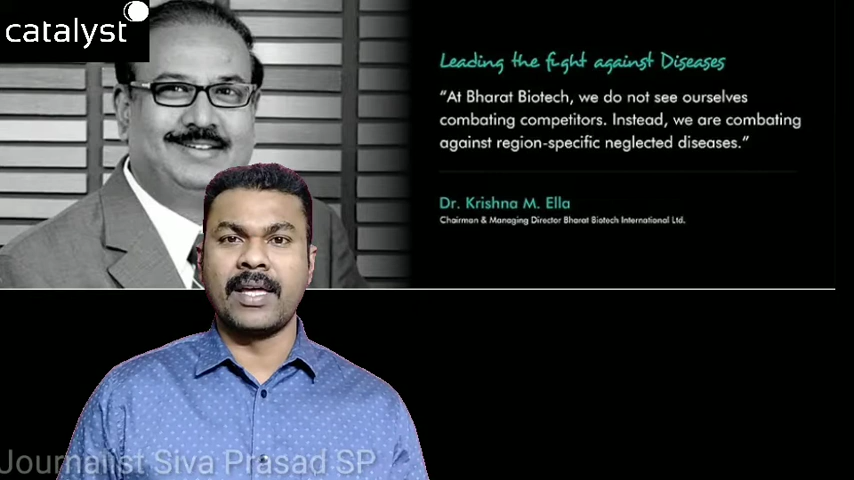 catalyst
Leading the fight against Diseases
“At Bharat Biotech, we do not see ourselves
combating competitors. Instead, we are combating
against region-specific neglected diseases.”
Dr. Krishna M. Ella
Chairman & Managing Director Bharat Biotech International Ltd.
Journalist Siva Prasad SP